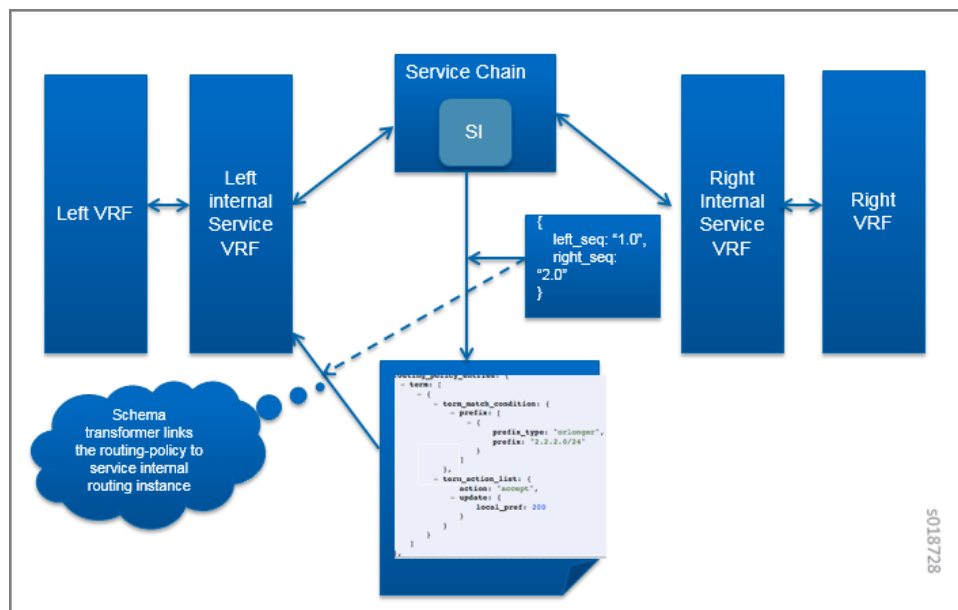 Service Chain
SI
Left VRF
Left
internal
Service
VRF
Right
Internal
Service
VRF
Right
VRF
{
left_seq: “1.0”,
right_seq:
“2.0”
}
Schema
transformer links
the routing-policy to
service internal
routing instance
routing_policy_entries: {
− term: [
− {
− term_match_condition: {
− prefix: [
− {
prefix_type: "orlonger",
prefix: "2.2.2.0/24"
}
]
},
− term_action_list: {
action: "accept",
− update: {
local_pref: 200
}
}
}
]
},
s018728